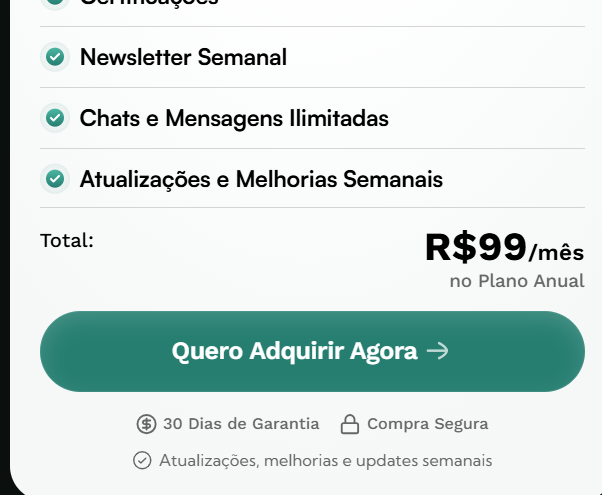 Certificações
Newsletter Semanal
Chats e Mensagens Ilimitadas
Atualizações e Melhorias Semanais
Total:
R$99/mês
no Plano Anual
Quero Adquirir Agora →
30 Dias de Garantia
Compra Segura
Atualizações, melhorias e updates semanais